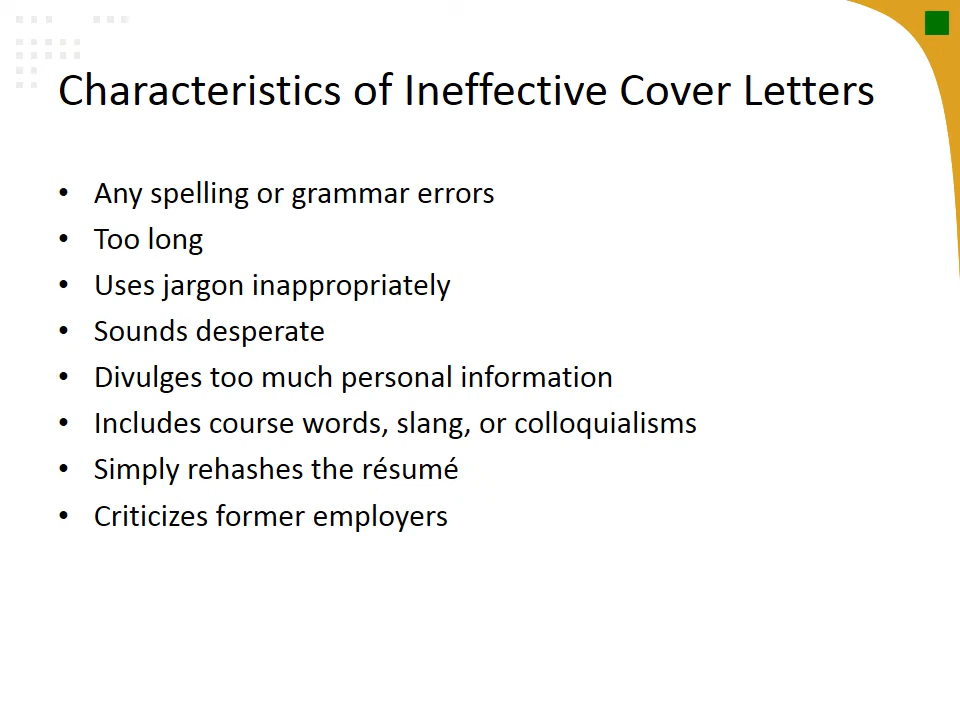 Characteristics of Ineffective Cover Letters
• Any spelling or grammar errors
• Too long
• Uses jargon inappropriately
• Sounds desperate
• Divulges too much personal information
• Includes course words, slang, or colloquialisms
• Simply rehashes the résumé
• Criticizes former employers